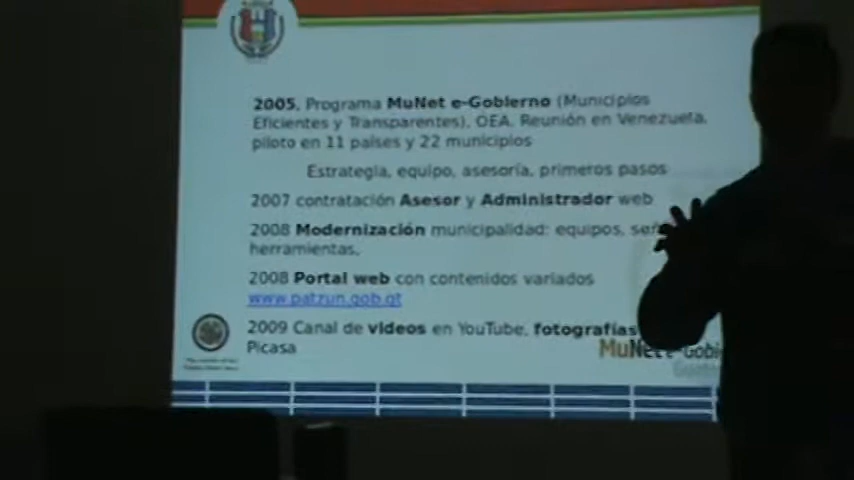 2005, Programa MuNet e-Gobierno (Municipios
Eficientes y Transparentes), OEA. Reunión en Venezuela,
piloto en 11 países y 22 municipios
Estrategia, equipo, asesoría, primeros pasos
2007 contratación Asesor y Administrador web
2008 Modernización municipalidad: equipos,
herramientas.
2008 Portal web con contenidos variados
www.patzun.gob.gt
2009 Canal de videos en YouTube, fotografías
Picasa
MuNet e-Gobi